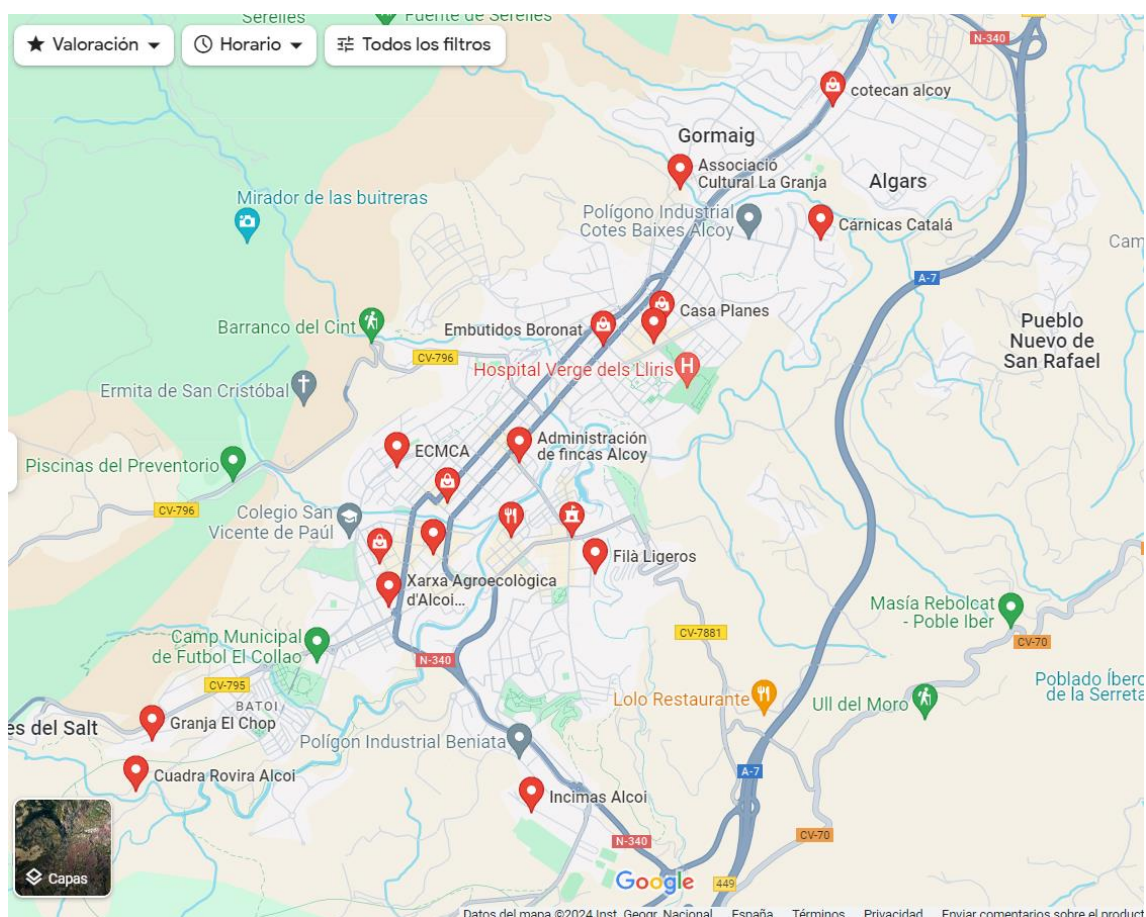 Serelles
Fuente de Serelles
Valoración
Horario
Todos los filtros
N-340
cotecan alcoy
Gormaig
Associació
Cultural La Granja
Algars
Mirador de las buitreras
Polígono Industrial
Cotes Baixes Alcoy
Cárnicas Catalá
Cam
A-7
Casa Planes
Embutidos Boronat
Barranco del Cint
CV-796
Pueblo
Nuevo de
San Rafael
Hospital Verge dels Lliris
Ermita de San Cristóbal
ECMCA
Administración
de fincas Alcoy
Piscinas del Preventorio
CV-796
Colegio San
Vicente de Paúl
Filà Ligeros
Xarxa Agroecològica
d'Alcoi...
Masía Rebolcat
- Poble Iber
CV-7881
Camp Municipal
de Futbol El Collao
CV-70
N-340
CV-795
Poblado Íbero
de la Serreta
BATOI
Lolo Restaurante
Ull del Moro
Granja El Chop
es del Salt
Polígon Industrial Beniata
Cuadra Rovira Alcoi
A-7
Incimas Alcoi
CV-70
N-340
Capas
Google
449
Datos del mapa ©2024 Inst. Geogr. Nacional España Términos Privacidad Enviar comentarios sobre el product